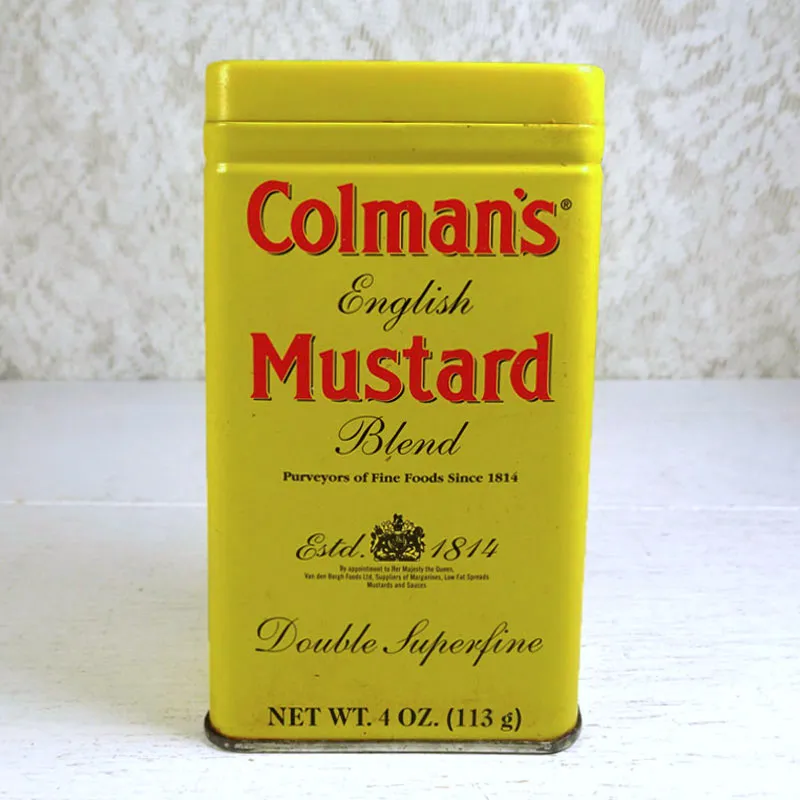 Colman's®
English
Mustard
Blend
Purveyors of Fine Foods Since 1814
Estd. 1814
By appointment to Her Majesty the Queen,
Van den Bergh Foods Ltd, Suppliers of Margarines, Low Fat Spreads
Mustards and Sauces
Double Superfine
NET WT. 4 OZ. (113 g)